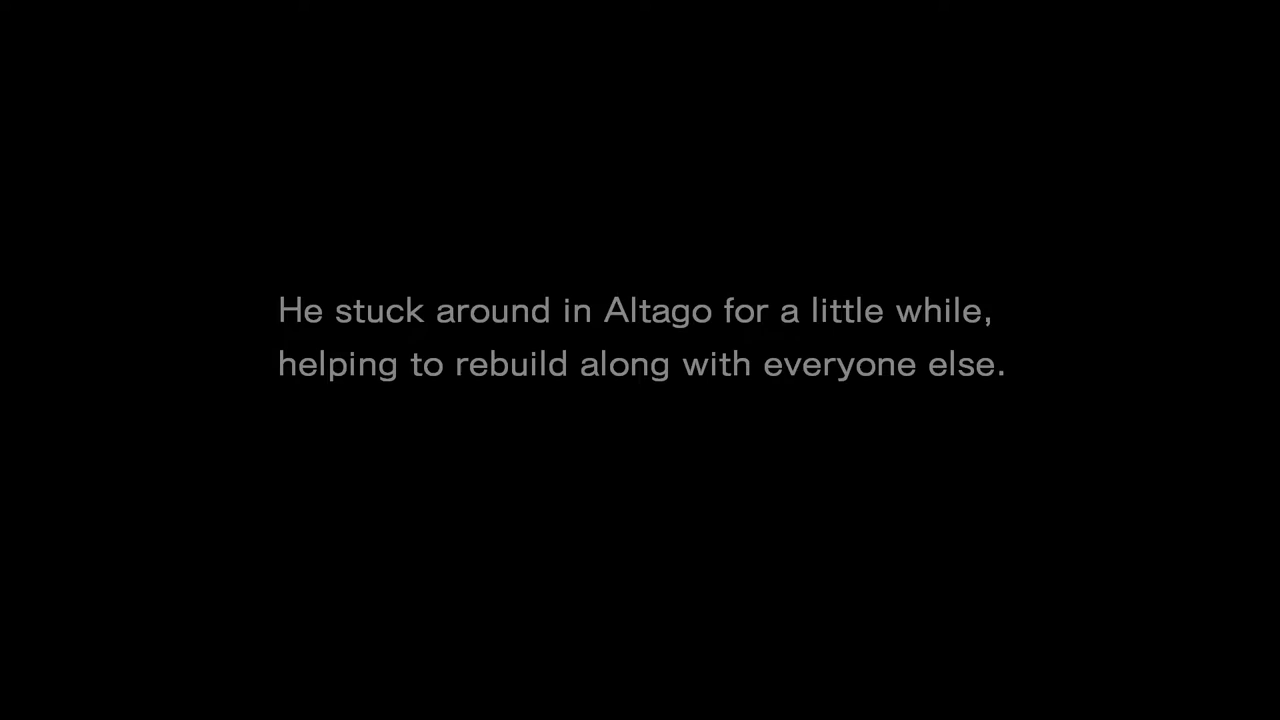 He stuck around in Altago for a little while,
helping to rebuild along with everyone else.